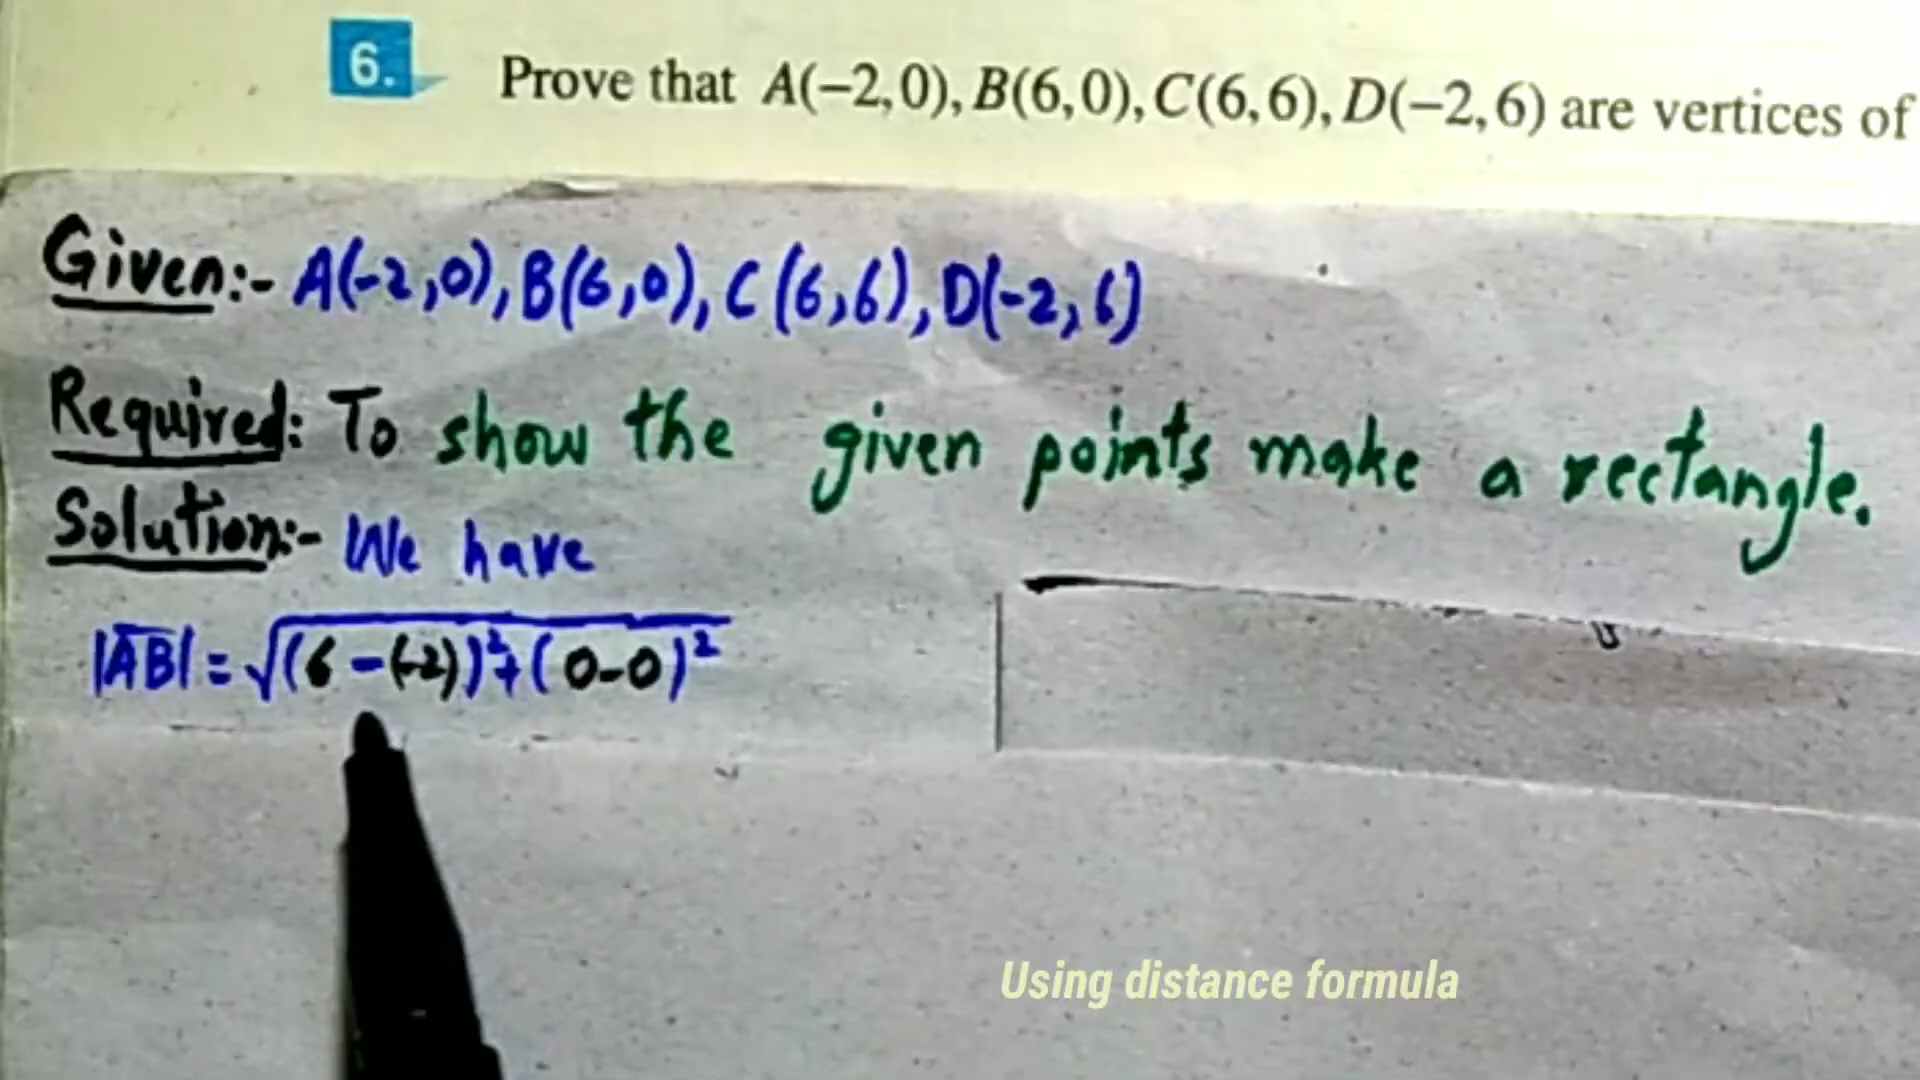 6. Prove that A(−2,0), B(6,0), C(6,6), D(−2,6) are vertices of
Given:- A(-2,0), B(6,0), C(6,6), D(-2,6)
Required: To show the given points make a rectangle.
Solution:- We have
|AB| = √(6-(-2))²+(0-0)²
Using distance formula